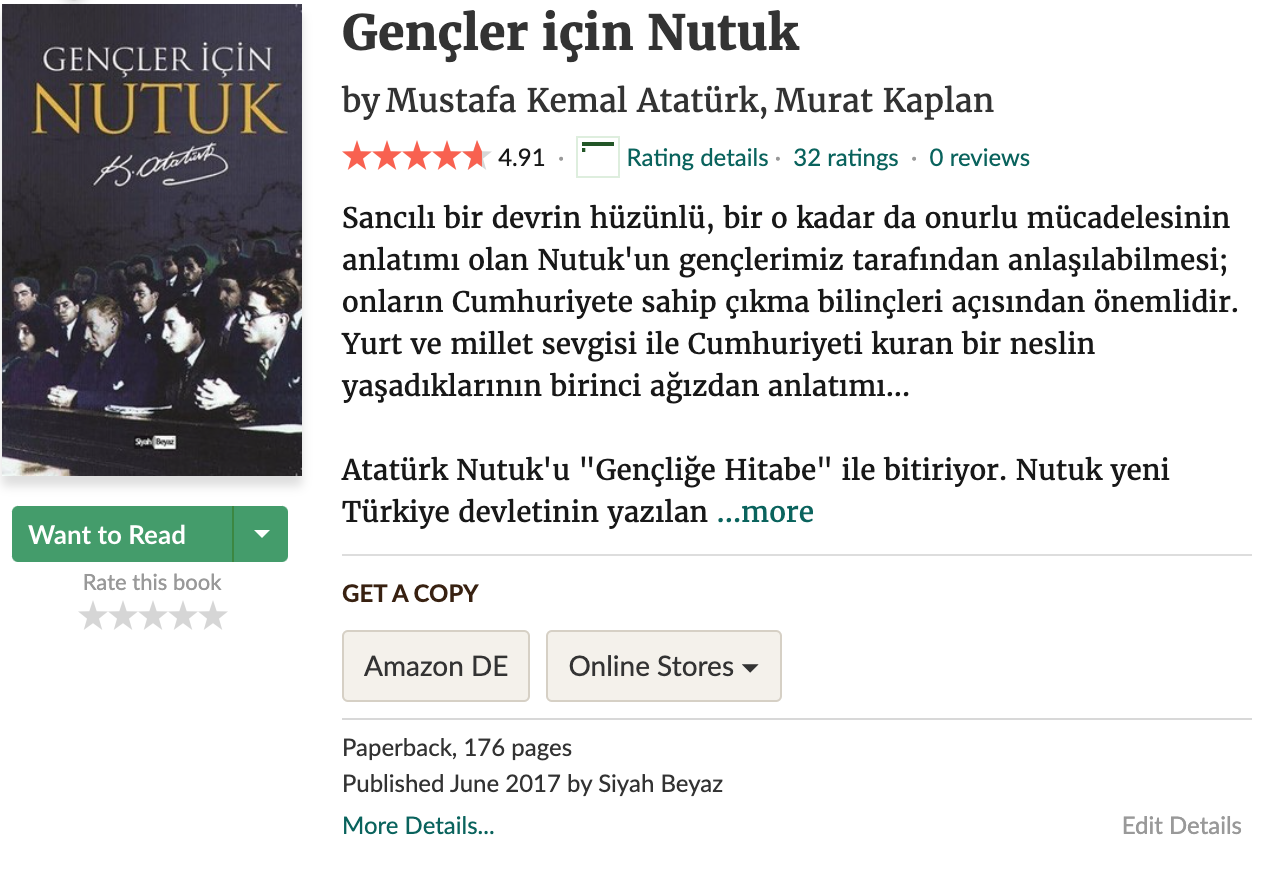 GENÇLER İÇİN
NUTUK
K. Atatürk
Siyah Beyaz
Want to Read
Rate this book
Gençler için Nutuk
by Mustafa Kemal Atatürk, Murat Kaplan
4.91 · Rating details · 32 ratings · 0 reviews
Sancılı bir devrin hüzünlü, bir o kadar da onurlu mücadelesinin
anlatımı olan Nutuk'un gençlerimiz tarafından anlaşılabilmesi;
onların Cumhuriyete sahip çıkma bilinçleri açısından önemlidir.
Yurt ve millet sevgisi ile Cumhuriyeti kuran bir neslin
yaşadıklarının birinci ağızdan anlatımı...
Atatürk Nutuk'u "Gençliğe Hitabe" ile bitiriyor. Nutuk yeni
Türkiye devletinin yazılan ...more
GET A COPY
Amazon DE
Online Stores
Paperback, 176 pages
Published June 2017 by Siyah Beyaz
More Details...
Edit Details